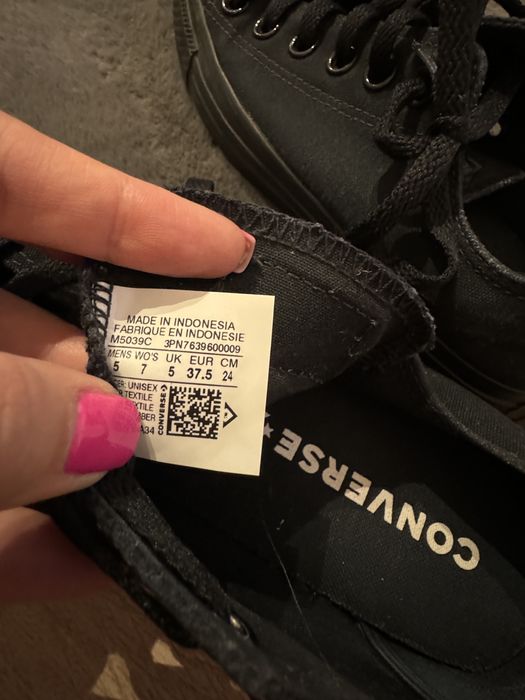 MADE IN INDONESIA
FABRIQUE EN INDONESIE
M5039C 3PN7639600009
MENS WO'S UK EUR CM
5 7 5 37.5 24
UNISEX
TEXTILE
CONVERSE
CONVERSE